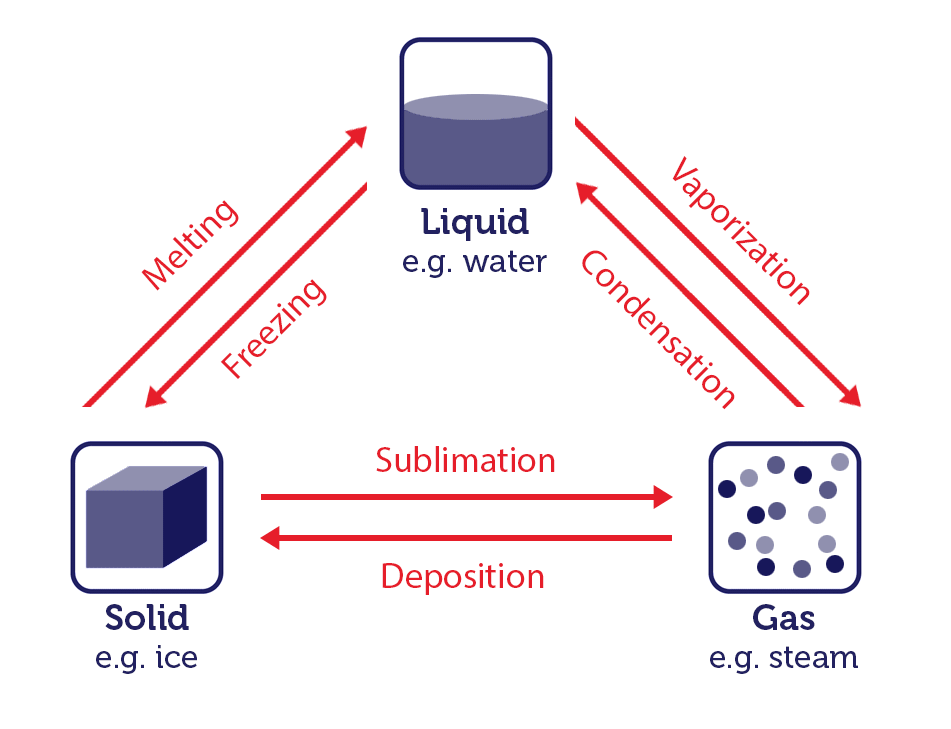 Liquid
e.g. water
Melting
Freezing
Vaporization
Condensation
Sublimation
Deposition
Solid
e.g. ice
Gas
e.g. steam